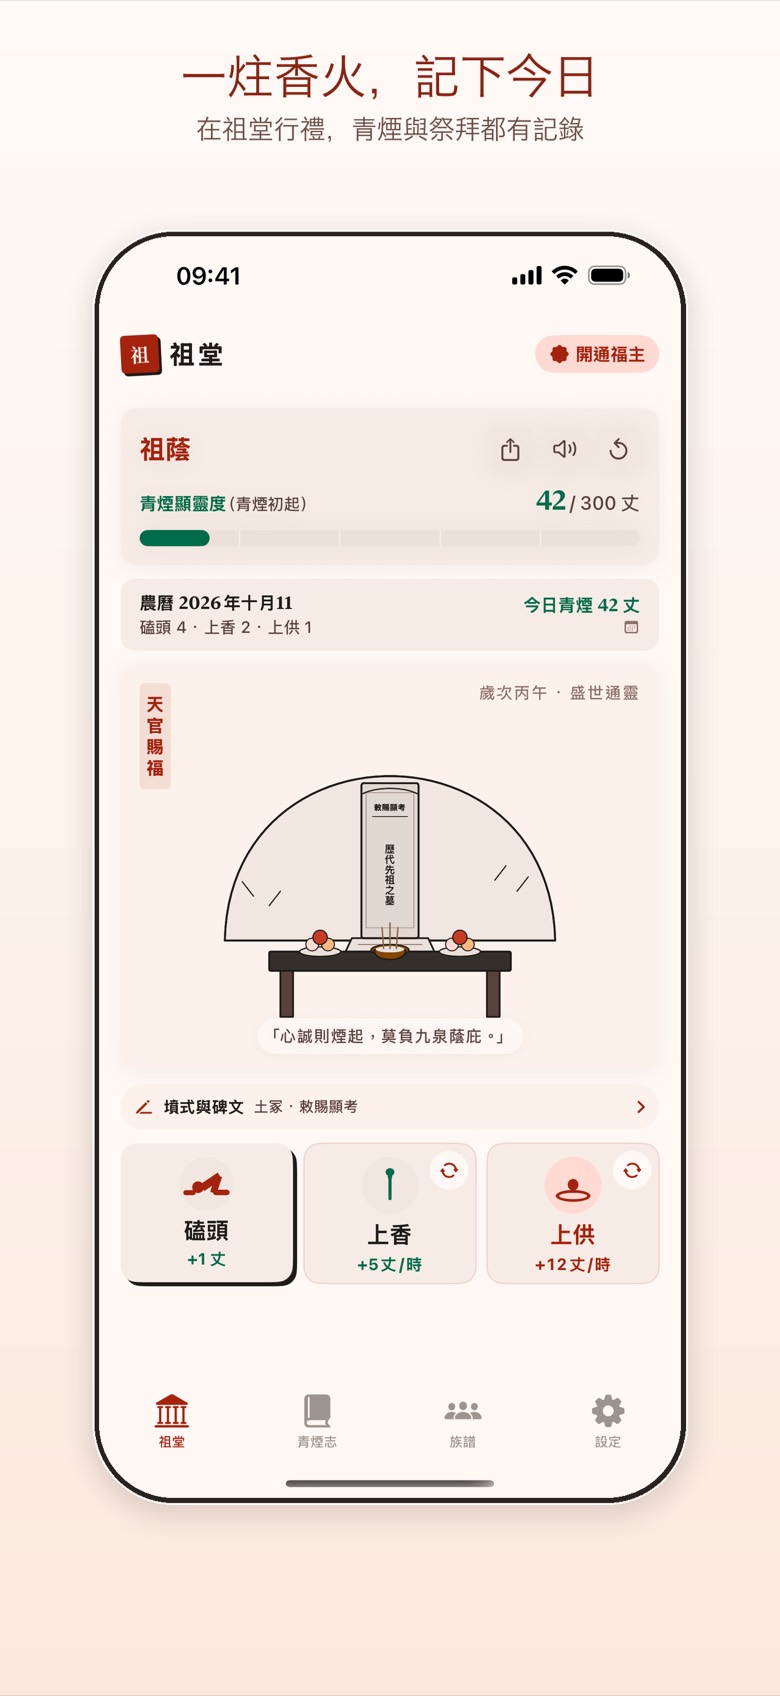 一炷香火，記下今日
在祖堂行禮，青煙與祭拜都有記錄
09:41
祖
祖堂
開通福主
祖蔭
青煙顯靈度(青煙初起)
42/ 300 丈
農曆 2026年十月11
今日青煙 42 丈
磕頭 4 · 上香 2 · 上供 1
歲次丙午 · 盛世通靈
天官賜福
敕賜顯考
歷代先祖之墓
「心誠則煙起，莫負九泉蔭庇。」
墳式與碑文 土冢 · 敕賜顯考
磕頭
+1 丈
上香
+5丈/時
上供
+12丈/時
祖堂
青煙志
族譜
設定